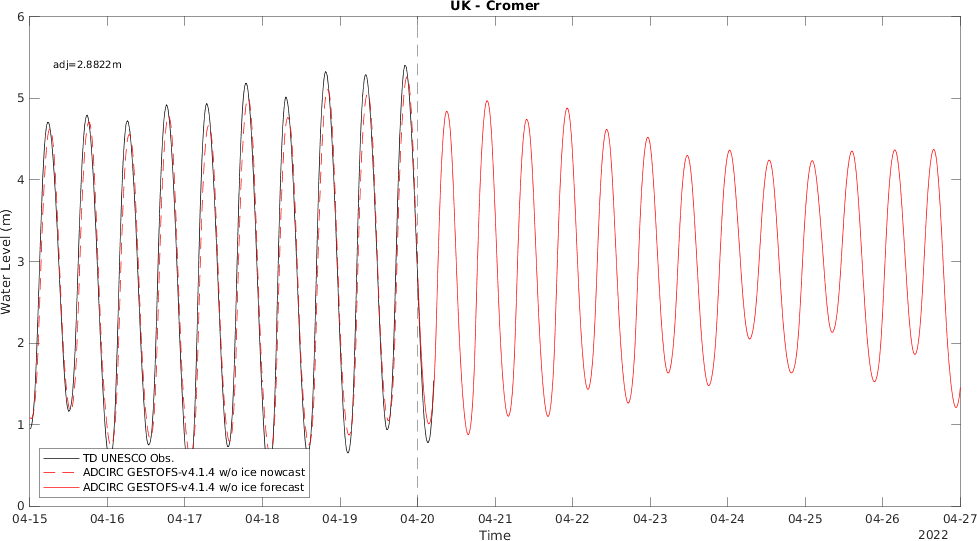 UK - Cromer
adj=2.8822m
Water Level (m)
6
5
4
3
2
1
0
TD UNESCO Obs.
ADCIRC GESTOFS-v4.1.4 w/o ice nowcast
ADCIRC GESTOFS-v4.1.4 w/o ice forecast
04-15 04-16 04-17 04-18 04-19 04-20 04-21 04-22 04-23 04-24 04-25 04-26 04-27
Time
2022